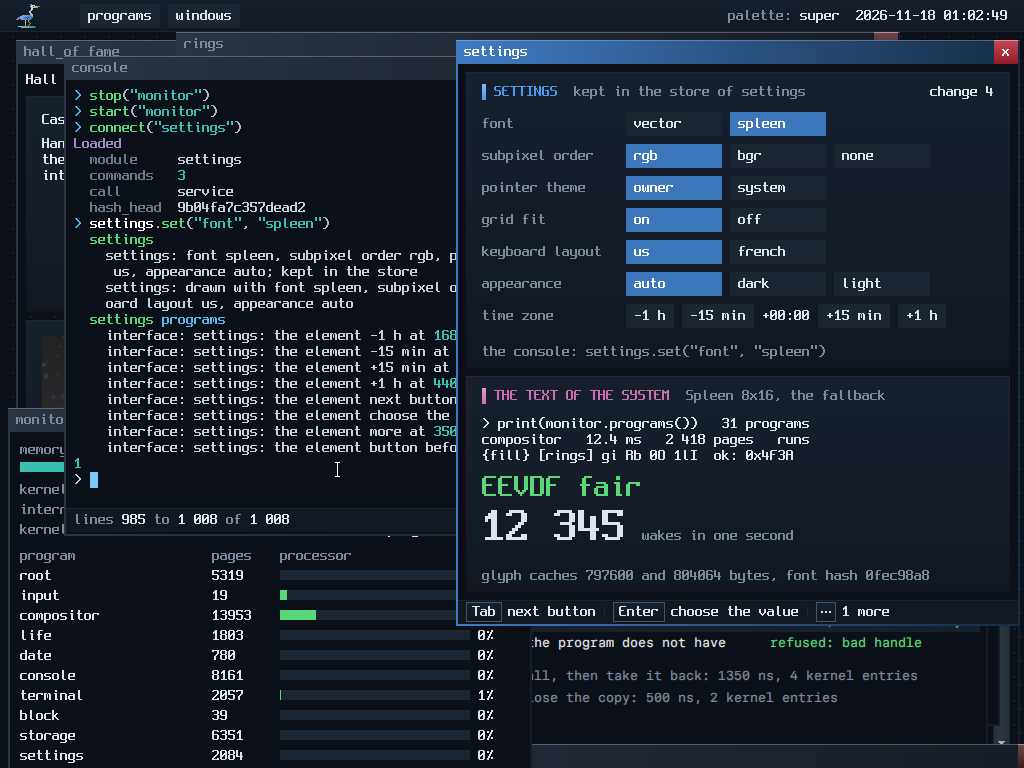 programs windows palette: super 2026-11-18 01:02:49
rings
hall_of_fame
Hall
Cas
Han
the
int
console
> stop("monitor")
> start("monitor")
> connect("settings")
Loaded
module settings
commands 3
call service
hash_head 9b04fa7c357dead2
> settings.set("font", "spleen")
settings
settings: font spleen, subpixel order rgb, p
us, appearance auto; kept in the store
settings: drawn with font spleen, subpixel o
oard layout us, appearance auto
settings programs
interface: settings: the element -1 h at 168
interface: settings: the element -15 min at
interface: settings: the element +15 min at
interface: settings: the element +1 h at 440
interface: settings: the element next button
interface: settings: the element choose the
interface: settings: the element more at 350
interface: settings: the element button befo
1
>
lines 985 to 1 008 of 1 008
settings x
SETTINGS kept in the store of settings change 4
font vector spleen
subpixel order rgb bgr none
pointer theme owner system
grid fit on off
keyboard layout us french
appearance auto dark light
time zone -1 h -15 min +00:00 +15 min +1 h
the console: settings.set("font", "spleen")
THE TEXT OF THE SYSTEM Spleen 8x16, the fallback
> print(monitor.programs()) 31 programs
compositor 12.4 ms 2 418 pages runs
{fill} [rings] gi Rb 0O 1lI ok: 0x4F3A
EEVDF fair
12 345 wakes in one second
glyph caches 797600 and 804064 bytes, font hash 0fec98a8
Tab next button Enter choose the value ... 1 more
monito
memory
kernel
intern
kernel
program pages processor
root 5319
input 19
compositor 13953
life 1803 0%
date 780 0%
console 8161 0%
terminal 2057 1%
block 39 0%
storage 6351 0%
settings 2084 0%
the program does not have refused: bad handle
all, then take it back: 1350 ns, 4 kernel entries
lose the copy: 500 ns, 2 kernel entries